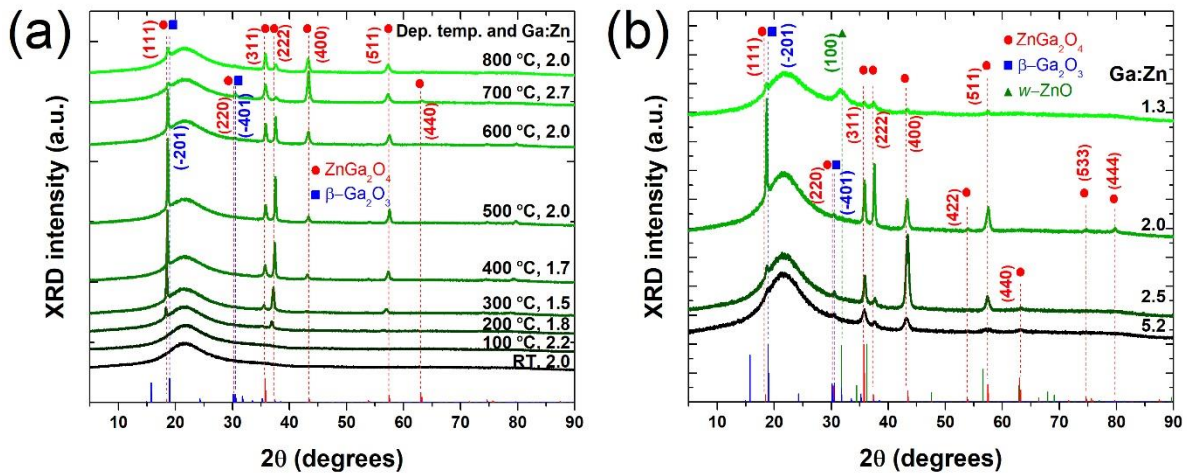 (a)
Dep. temp. and Ga:Zn
(111)
(311)
(222)
(400)
(511)
800 °C, 2.0
700 °C, 2.7
(220)
(-401)
(440)
600 °C, 2.0
(-201)
ZnGa₂O₄
β–Ga₂O₃
500 °C, 2.0
400 °C, 1.7
300 °C, 1.5
200 °C, 1.8
100 °C, 2.2
RT, 2.0
XRD intensity (a.u.)
10 20 30 40 50 60 70 80 90
2θ (degrees)
(b)
(111)
(-201)
(100)
ZnGa₂O₄
β–Ga₂O₃
w–ZnO
Ga:Zn
1.3
(311)
(222)
(400)
(511)
(220)
(-401)
(422)
(533)
(444)
2.0
2.5
(440)
5.2
XRD intensity (a.u.)
10 20 30 40 50 60 70 80 90
2θ (degrees)